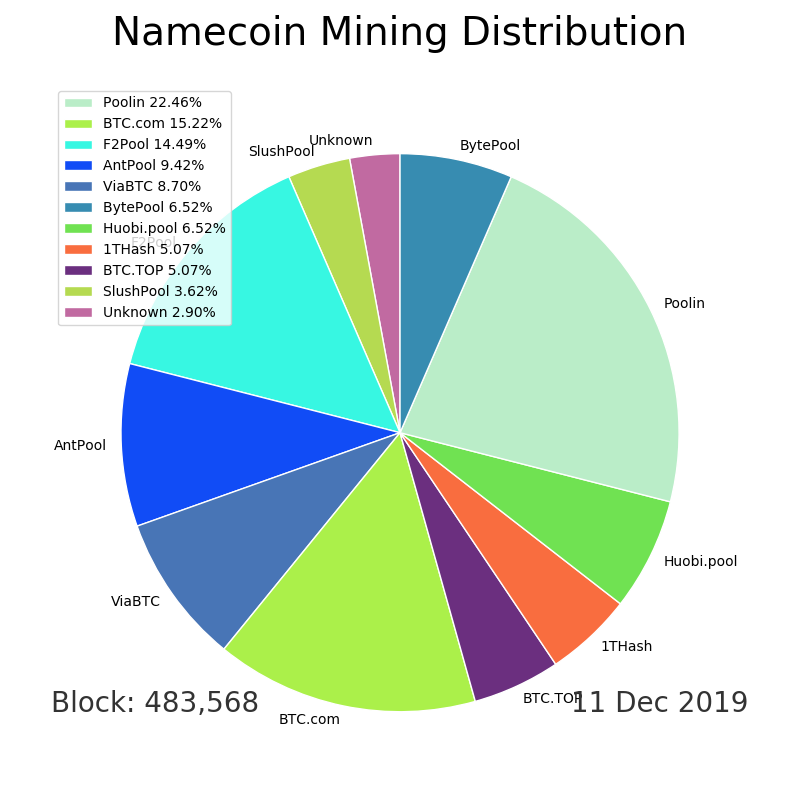 Namecoin Mining Distribution
Poolin 22.46%
BTC.com 15.22%
F2Pool 14.49%
AntPool 9.42%
ViaBTC 8.70%
BytePool 6.52%
Huobi.pool 6.52%
1THash 5.07%
BTC.TOP 5.07%
SlushPool 3.62%
Unknown 2.90%
Unknown
BytePool
SlushPool
F2Pool
Poolin
AntPool
Huobi.pool
ViaBTC
1THash
BTC.TOP
BTC.com
Block: 483,568
11 Dec 2019